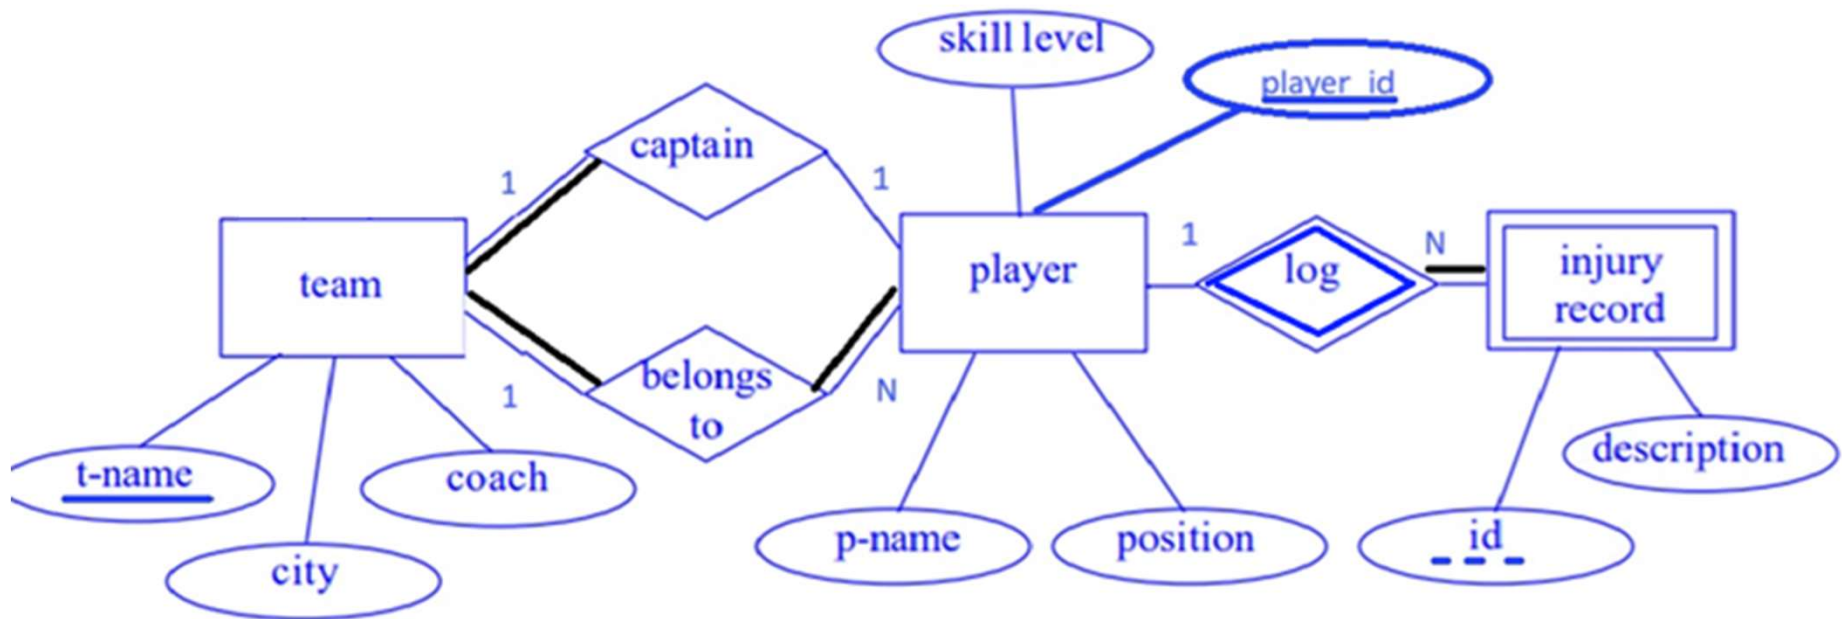 skill level
player_id
captain
1
1
team
player
1
log
N
injury
record
belongs
to
1
N
t-name
coach
city
p-name
position
id
description